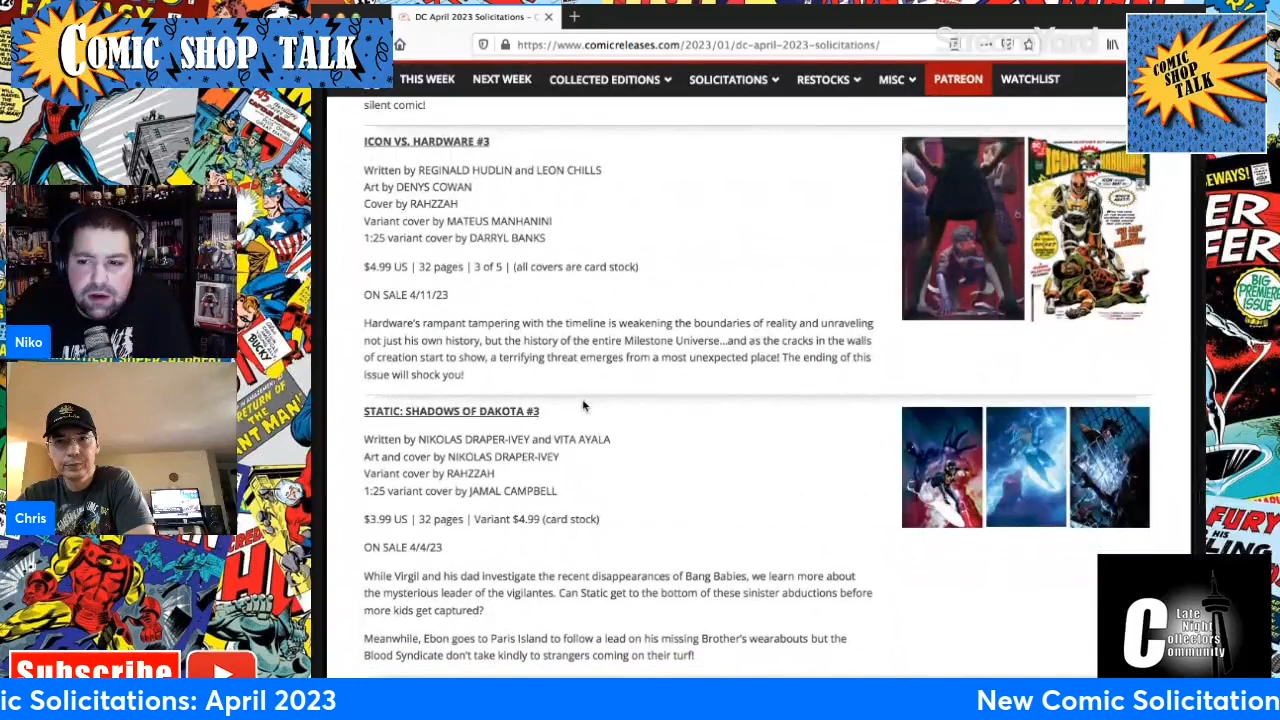 COMIC SHOP TALK
DC April 2023 Solicitations – C
https://www.comicreleases.com/2023/01/dc-april-2023-solicitations/
StreamYard
COMIC SHOP TALK
THIS WEEK NEXT WEEK COLLECTED EDITIONS SOLICITATIONS RESTOCKS MISC PATREON WATCHLIST
silent comic!
ICON VS. HARDWARE #3
Written by REGINALD HUDLIN and LEON CHILLS
Art by DENYS COWAN
Cover by RAHZZAH
Variant cover by MATEUS MANHANINI
1:25 variant cover by DARRYL BANKS
$4.99 US | 32 pages | 3 of 5 | (all covers are card stock)
ON SALE 4/11/23
Hardware's rampant tampering with the timeline is weakening the boundaries of reality and unraveling
not just his own history, but the history of the entire Milestone Universe...and as the cracks in the walls
of creation start to show, a terrifying threat emerges from a most unexpected place! The ending of this
issue will shock you!
ICON HARDWARE
STATIC: SHADOWS OF DAKOTA #3
Written by NIKOLAS DRAPER-IVEY and VITA AYALA
Art and cover by NIKOLAS DRAPER-IVEY
Variant cover by RAHZZAH
1:25 variant cover by JAMAL CAMPBELL
$3.99 US | 32 pages | Variant $4.99 (card stock)
ON SALE 4/4/23
While Virgil and his dad investigate the recent disappearances of Bang Babies, we learn more about
the mysterious leader of the vigilantes. Can Static get to the bottom of these sinister abductions before
more kids get captured?
Meanwhile, Ebon goes to Paris Island to follow a lead on his missing Brother's wearabouts but the
Blood Syndicate don't take kindly to strangers coming on their turf!
Niko
Chris
BUCKY
RETURN OF
ANT MAN!
EWAYS!
BIG
PREMIERE
ISSUE
FURY
HIS
Late
Night
Collectors
Community
Subscribe
ic Solicitations: April 2023
New Comic Solicitation